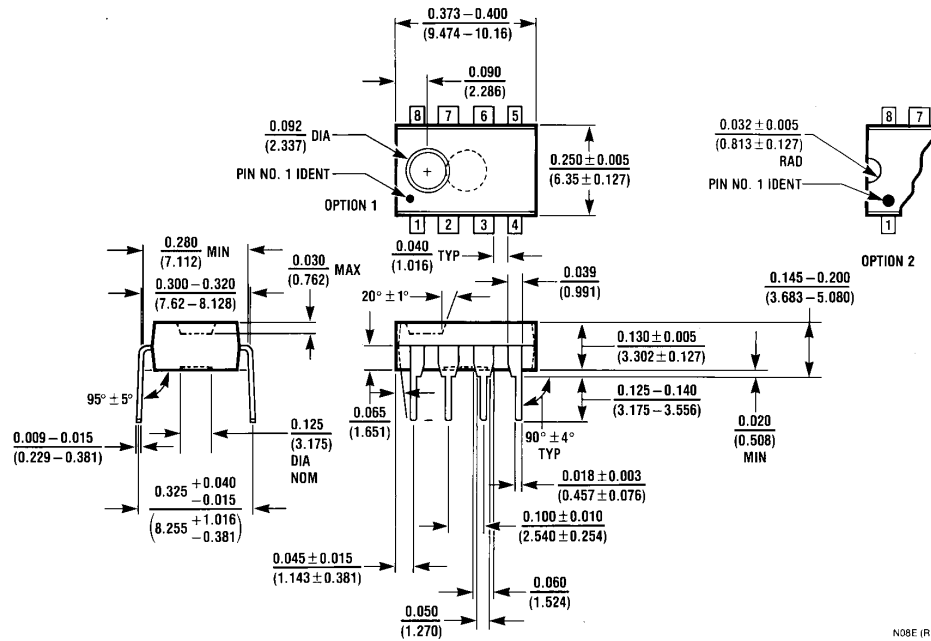 0.373 – 0.400
(9.474 – 10.16)
0.090
(2.286)
8 7 6 5
0.092 DIA
(2.337)
PIN NO. 1 IDENT
OPTION 1
+
0.250 ± 0.005
(6.35 ± 0.127)
1 2 3 4
0.032 ± 0.005
(0.813 ± 0.127)
RAD
PIN NO. 1 IDENT
8 7
1
OPTION 2
0.280 MIN
(7.112)
0.300 – 0.320
(7.62 – 8.128)
0.030 MAX
(0.762)
0.040 TYP
(1.016)
0.039
(0.991)
20° ± 1°
0.145 – 0.200
(3.683 – 5.080)
0.130 ± 0.005
(3.302 ± 0.127)
95° ± 5°
0.009 – 0.015
(0.229 – 0.381)
0.125
(3.175)
DIA
NOM
0.065
(1.651)
0.125 – 0.140
(3.175 – 3.556)
90° ± 4°
TYP
0.020
(0.508)
MIN
0.325 +0.040
–0.015
(8.255 +1.016
–0.381)
0.018 ± 0.003
(0.457 ± 0.076)
0.100 ± 0.010
(2.540 ± 0.254)
0.045 ± 0.015
(1.143 ± 0.381)
0.060
(1.524)
0.050
(1.270)
N08E (R